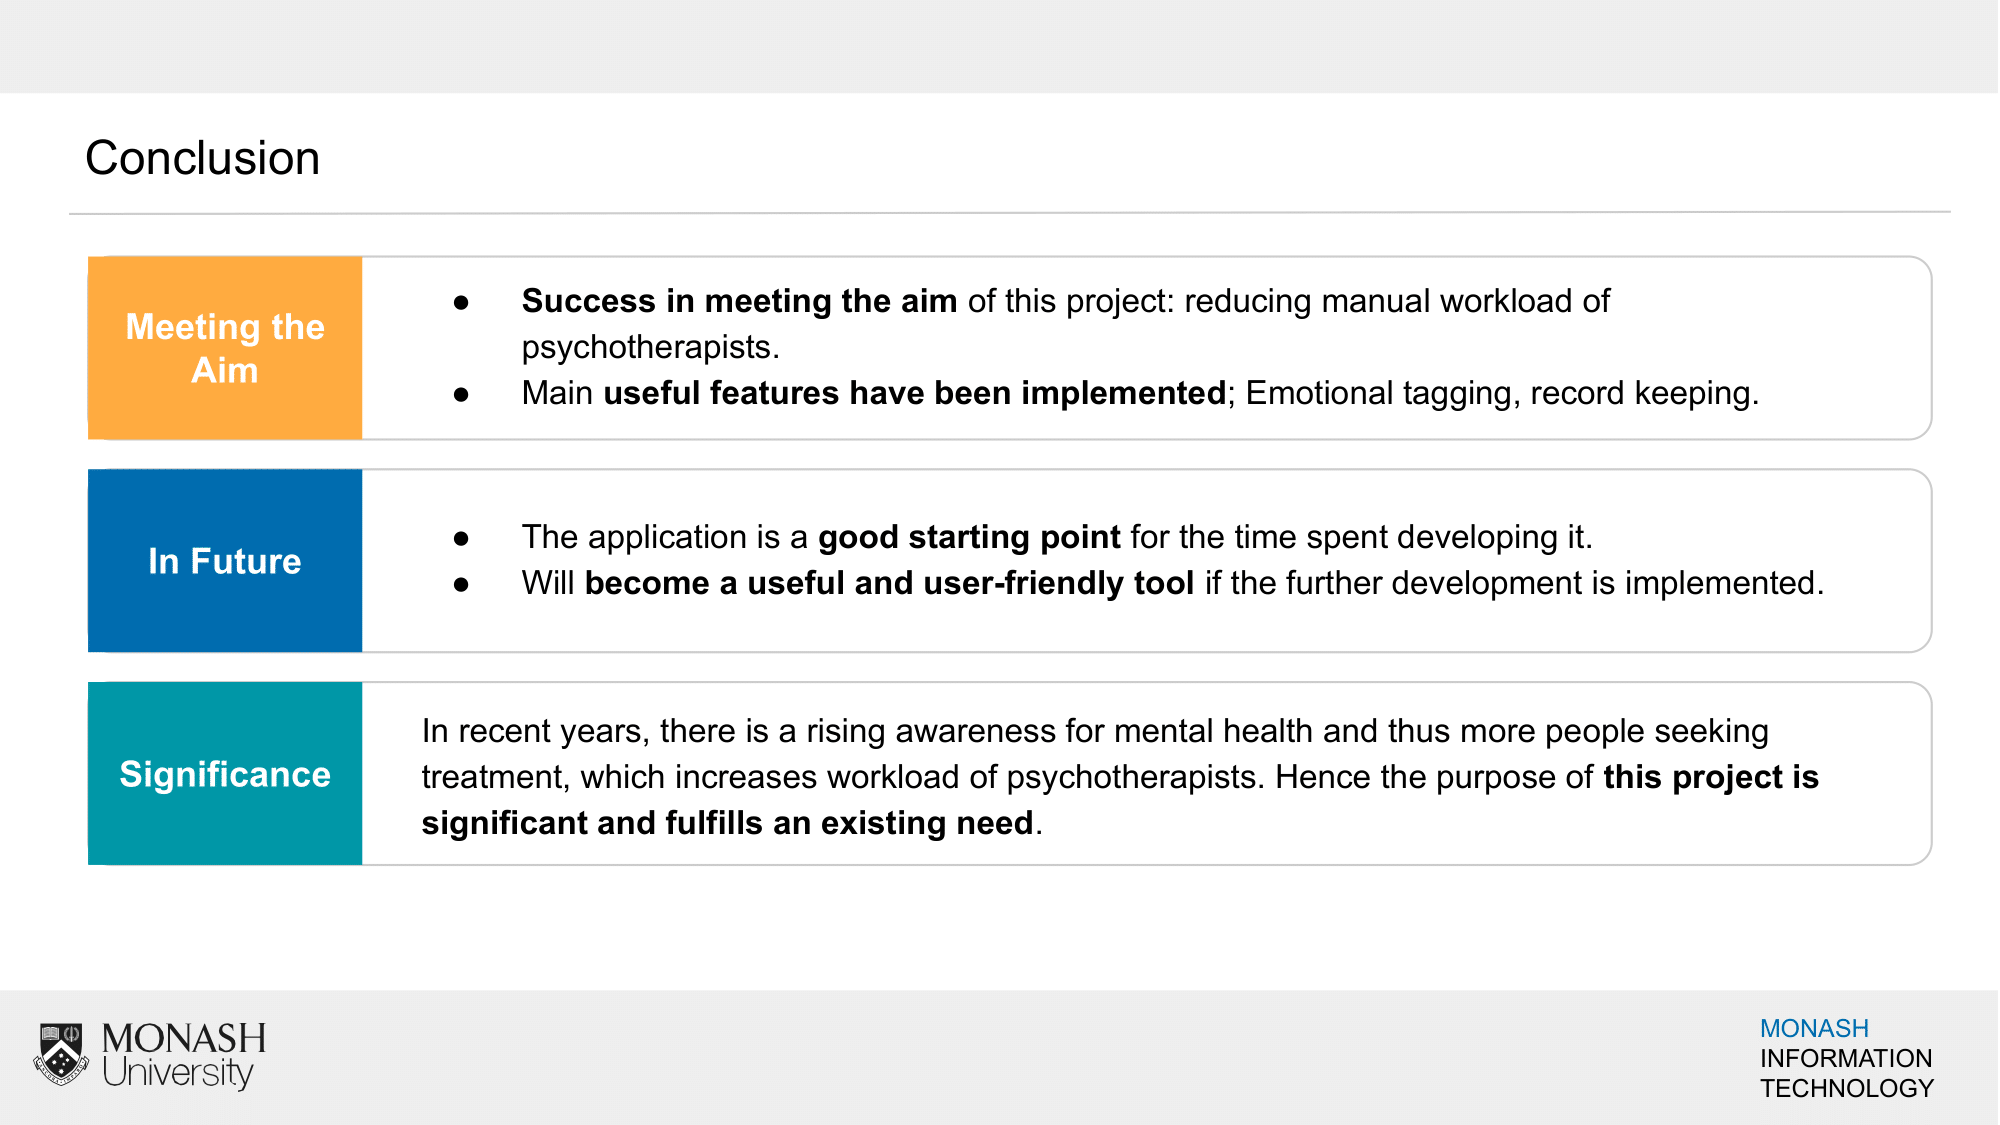 Conclusion
Meeting the
Aim
● Success in meeting the aim of this project: reducing manual workload of
psychotherapists.
● Main useful features have been implemented; Emotional tagging, record keeping.
In Future
● The application is a good starting point for the time spent developing it.
● Will become a useful and user-friendly tool if the further development is implemented.
Significance
In recent years, there is a rising awareness for mental health and thus more people seeking
treatment, which increases workload of psychotherapists. Hence the purpose of this project is
significant and fulfills an existing need.
MONASH
University
MONASH
INFORMATION
TECHNOLOGY